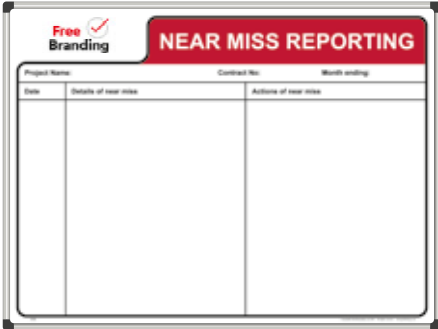 Free
Branding
NEAR MISS REPORTING
Project Name: Contract No: Month ending:
Date Details of near miss Actions of near miss